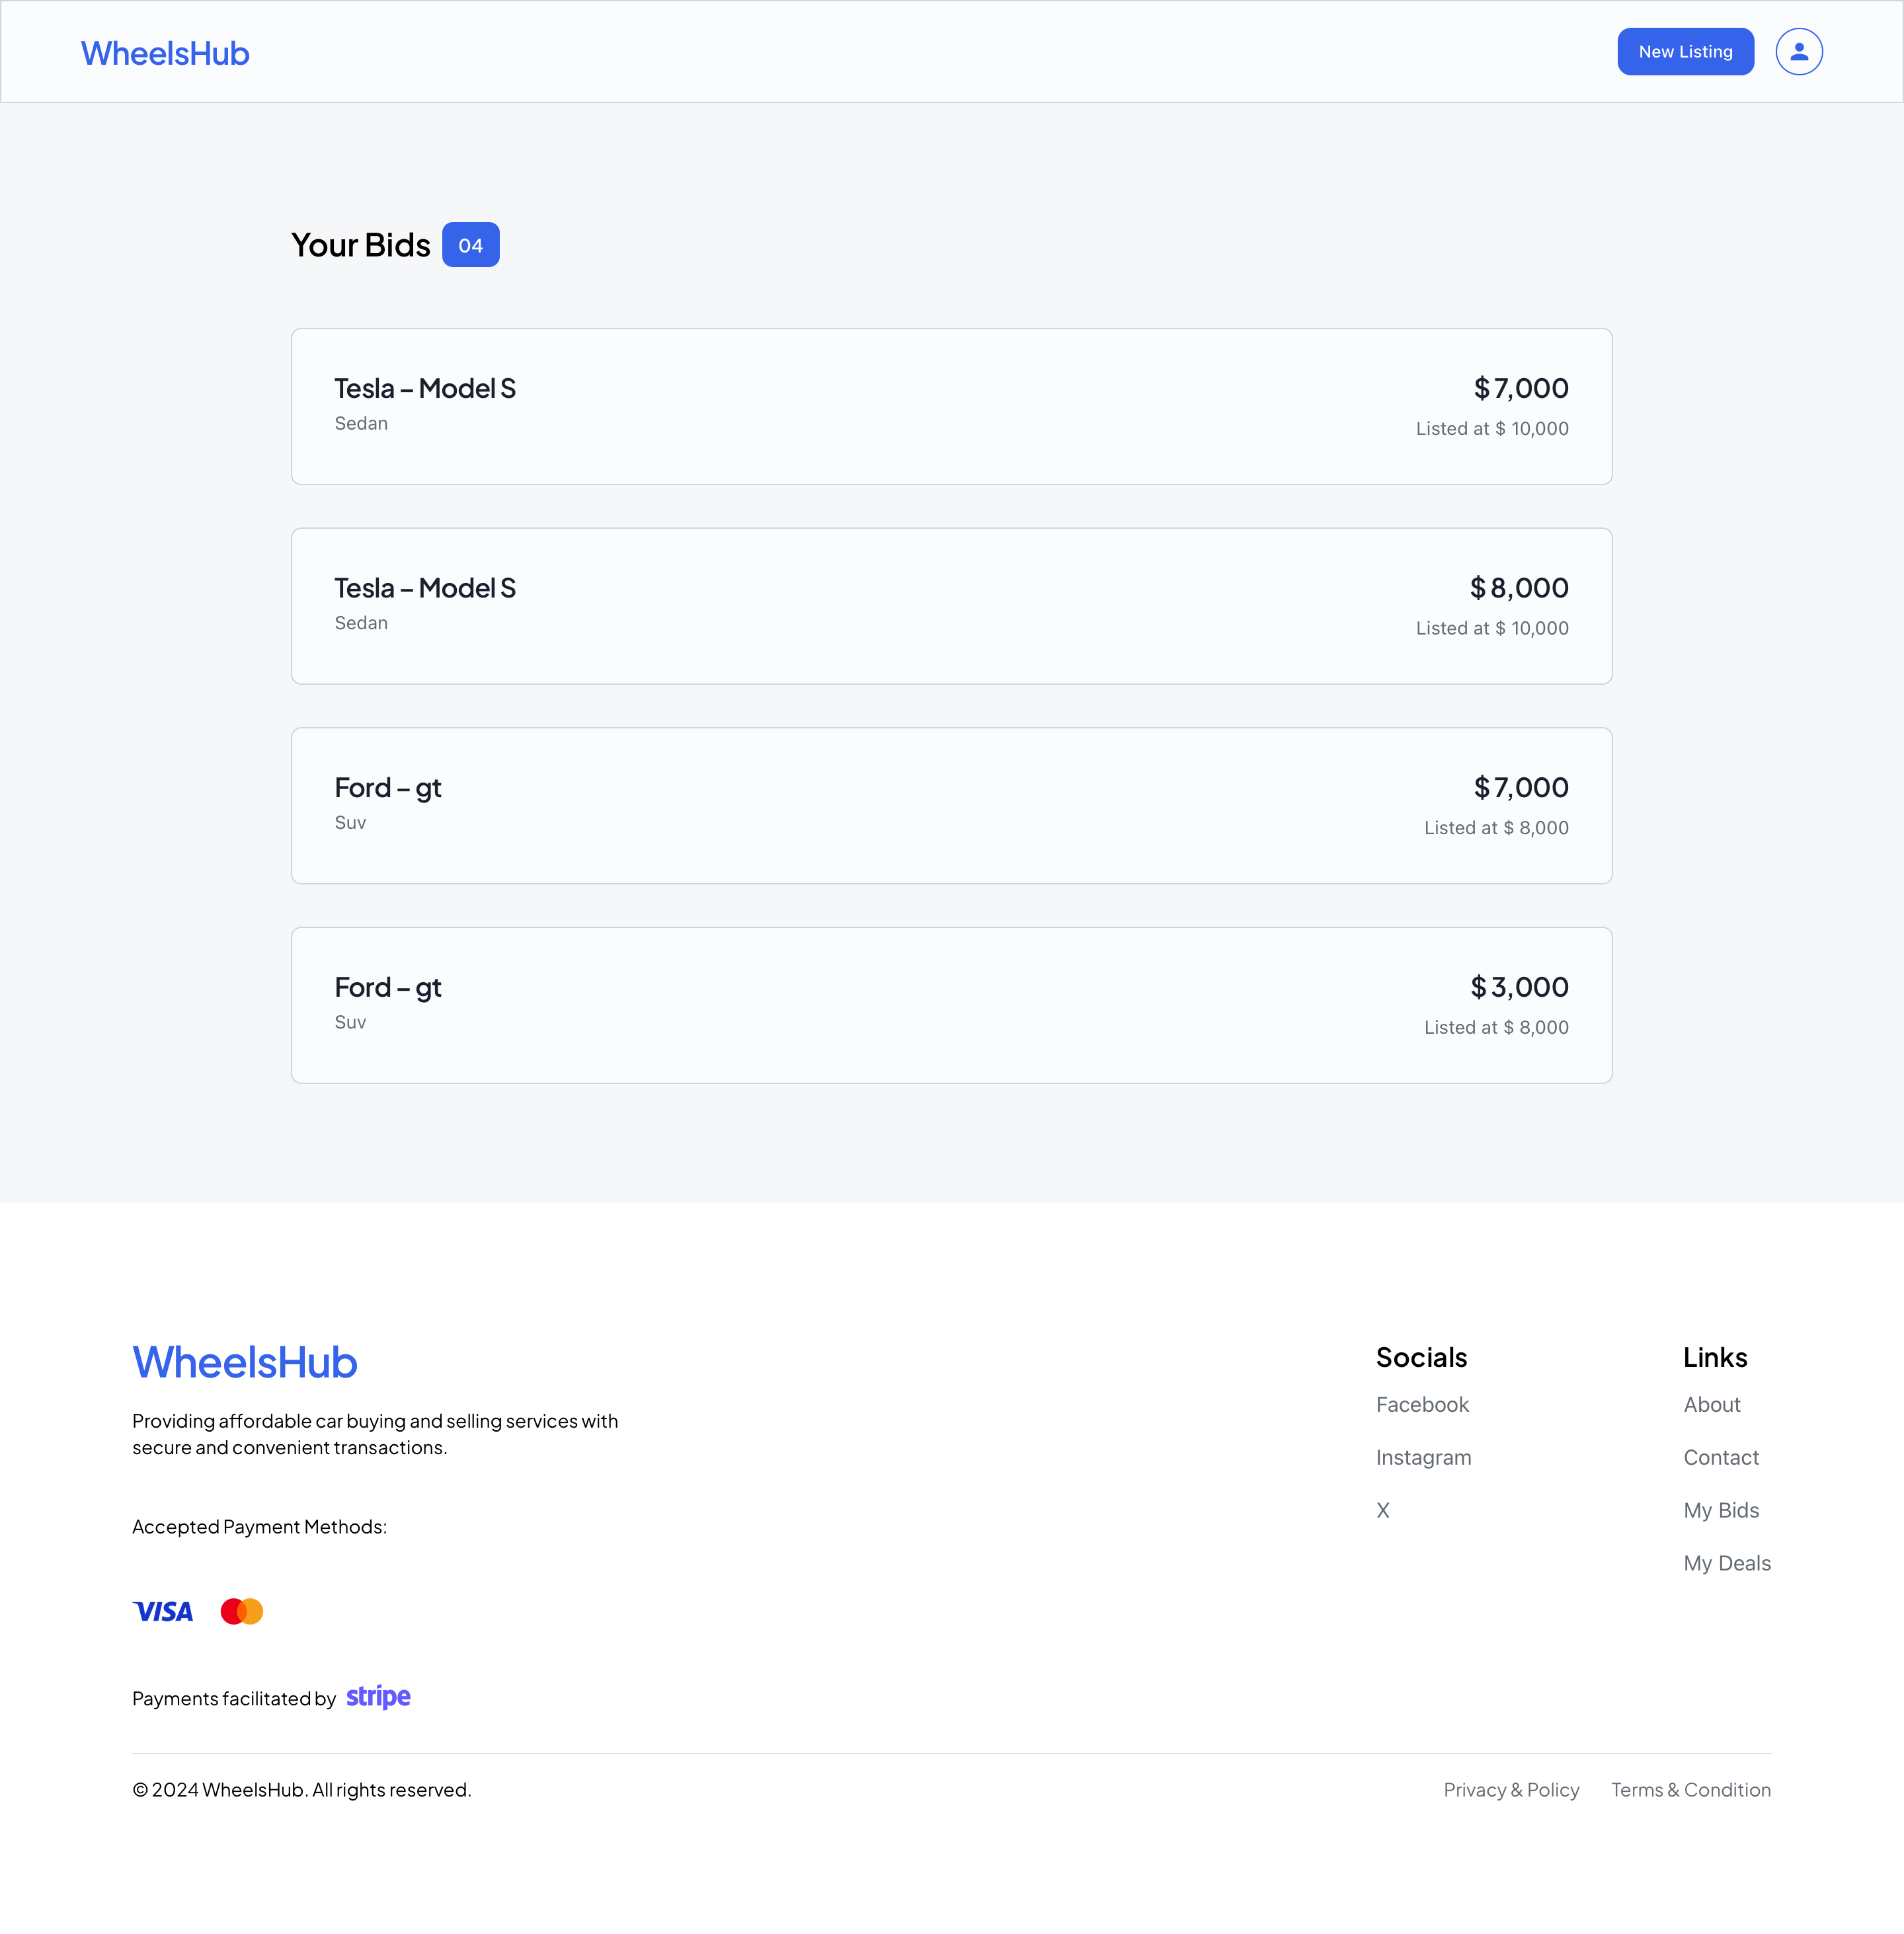 WheelsHub
New Listing
Your Bids 04
Tesla – Model S
Sedan
$ 7,000
Listed at $ 10,000
Tesla – Model S
Sedan
$ 8,000
Listed at $ 10,000
Ford – gt
Suv
$ 7,000
Listed at $ 8,000
Ford – gt
Suv
$ 3,000
Listed at $ 8,000
WheelsHub
Providing affordable car buying and selling services with
secure and convenient transactions.
Accepted Payment Methods:
VISA
Payments facilitated by stripe
Socials
Facebook
Instagram
X
Links
About
Contact
My Bids
My Deals
© 2024 WheelsHub. All rights reserved.
Privacy & Policy
Terms & Condition